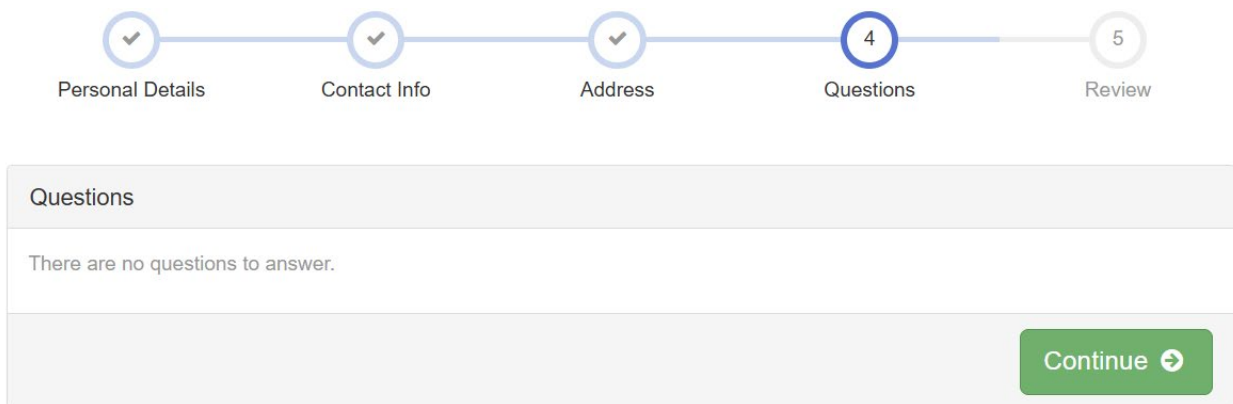 4
5
Personal Details
Contact Info
Address
Questions
Review
Questions
There are no questions to answer.
Continue